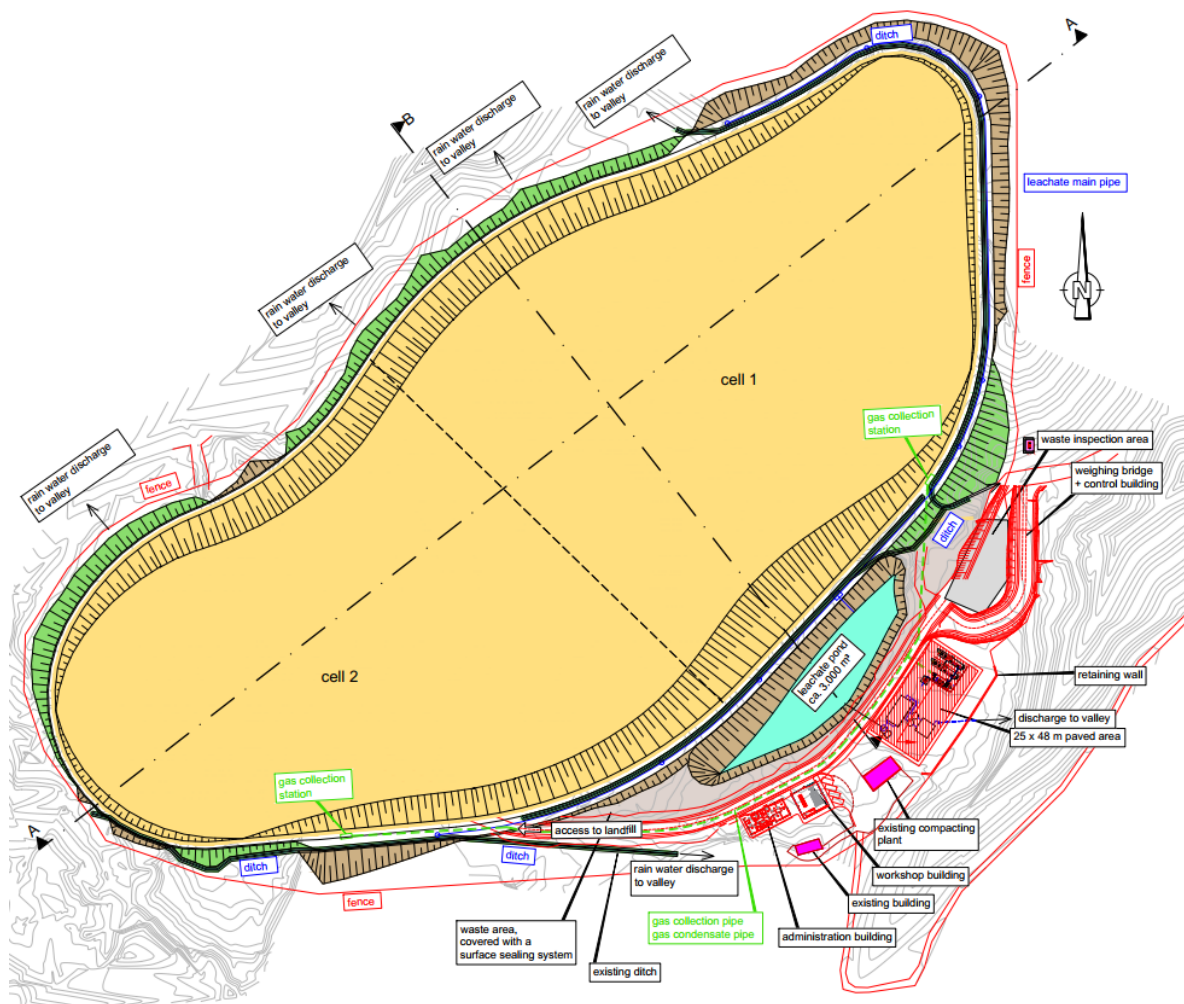 ditch
A
rain water discharge
to valley
B
rain water discharge
to valley
leachate main pipe
fence
N
rain water discharge
to valley
cell 1
gas collection
station
waste inspection area
weighing bridge
+ control building
rain water discharge
to valley
fence
ditch
cell 2
leachate pond
ca. 3.000 m³
retaining wall
discharge to valley
25 x 48 m paved area
B
gas collection
station
A
access to landfill
existing compacting
plant
ditch
ditch
rain water discharge
to valley
workshop building
fence
existing building
waste area,
covered with a
surface sealing system
gas collection pipe
gas condensate pipe
administration building
existing ditch